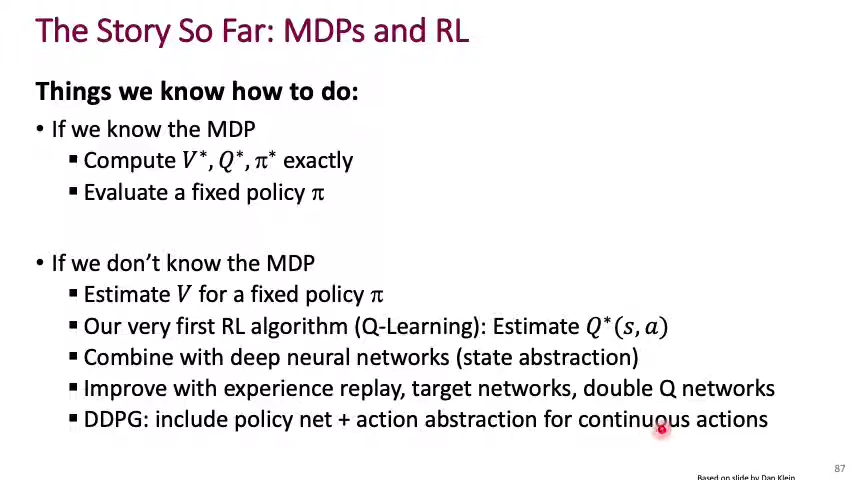 The Story So Far: MDPs and RL
Things we know how to do:
• If we know the MDP
▪ Compute V*, Q*, π* exactly
▪ Evaluate a fixed policy π
• If we don’t know the MDP
▪ Estimate V for a fixed policy π
▪ Our very first RL algorithm (Q-Learning): Estimate Q*(s, a)
▪ Combine with deep neural networks (state abstraction)
▪ Improve with experience replay, target networks, double Q networks
▪ DDPG: include policy net + action abstraction for continuous actions
87
Based on slide by Dan Klein